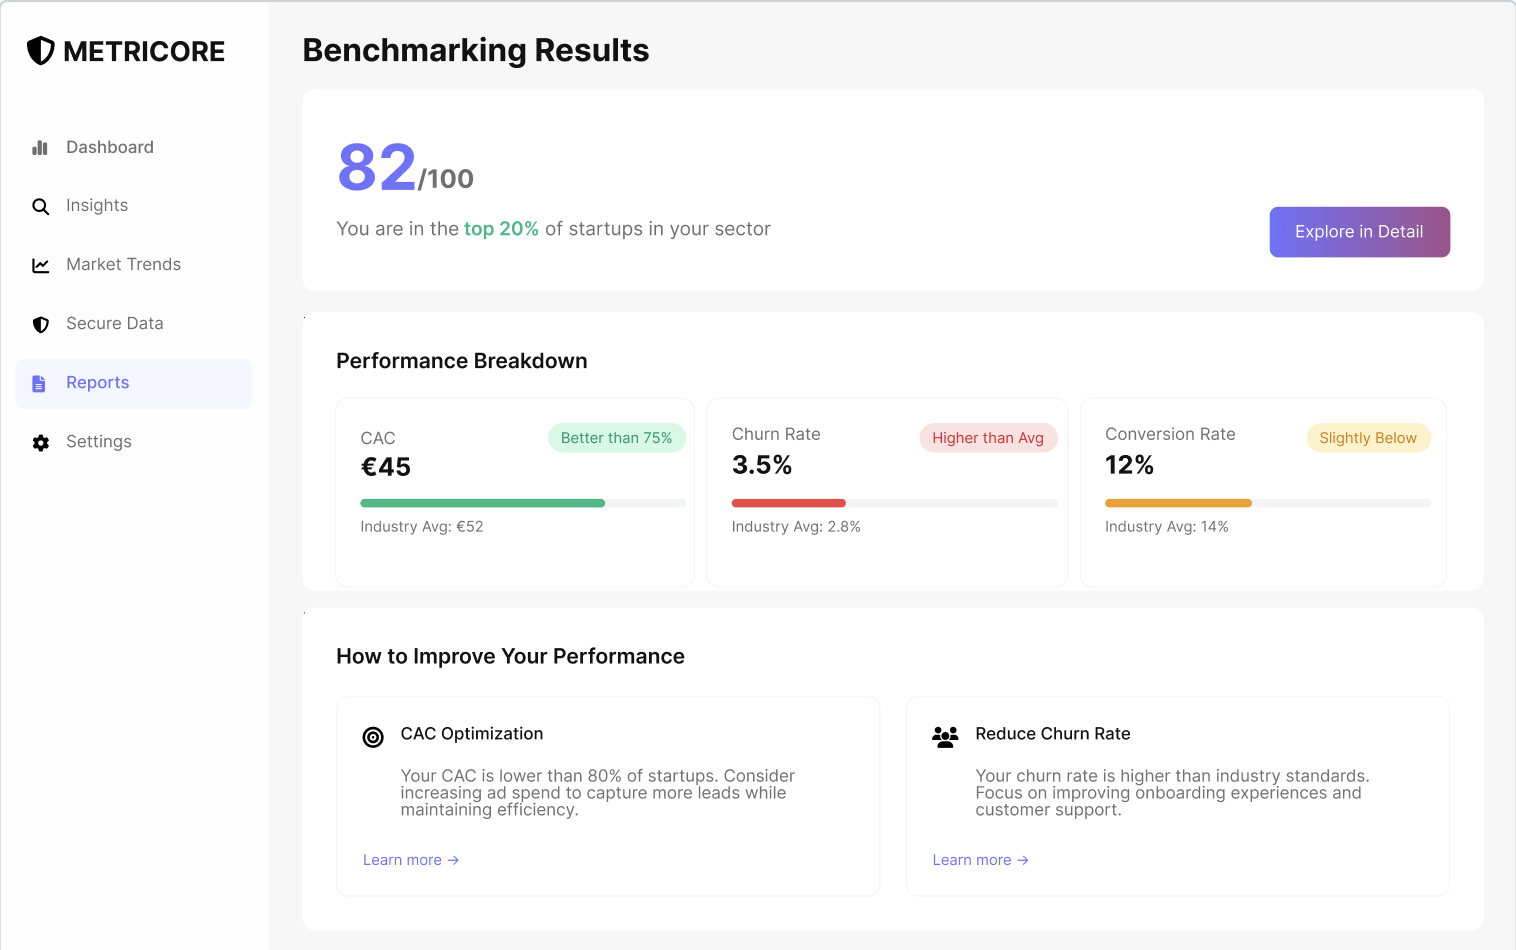 METRICORE
Dashboard
Insights
Market Trends
Secure Data
Reports
Settings
Benchmarking Results
82/100
You are in the top 20% of startups in your sector
Explore in Detail
Performance Breakdown
CAC
Better than 75%
€45
Industry Avg: €52
Churn Rate
Higher than Avg
3.5%
Industry Avg: 2.8%
Conversion Rate
Slightly Below
12%
Industry Avg: 14%
How to Improve Your Performance
CAC Optimization
Your CAC is lower than 80% of startups. Consider
increasing ad spend to capture more leads while
maintaining efficiency.
Learn more →
Reduce Churn Rate
Your churn rate is higher than industry standards.
Focus on improving onboarding experiences and
customer support.
Learn more →